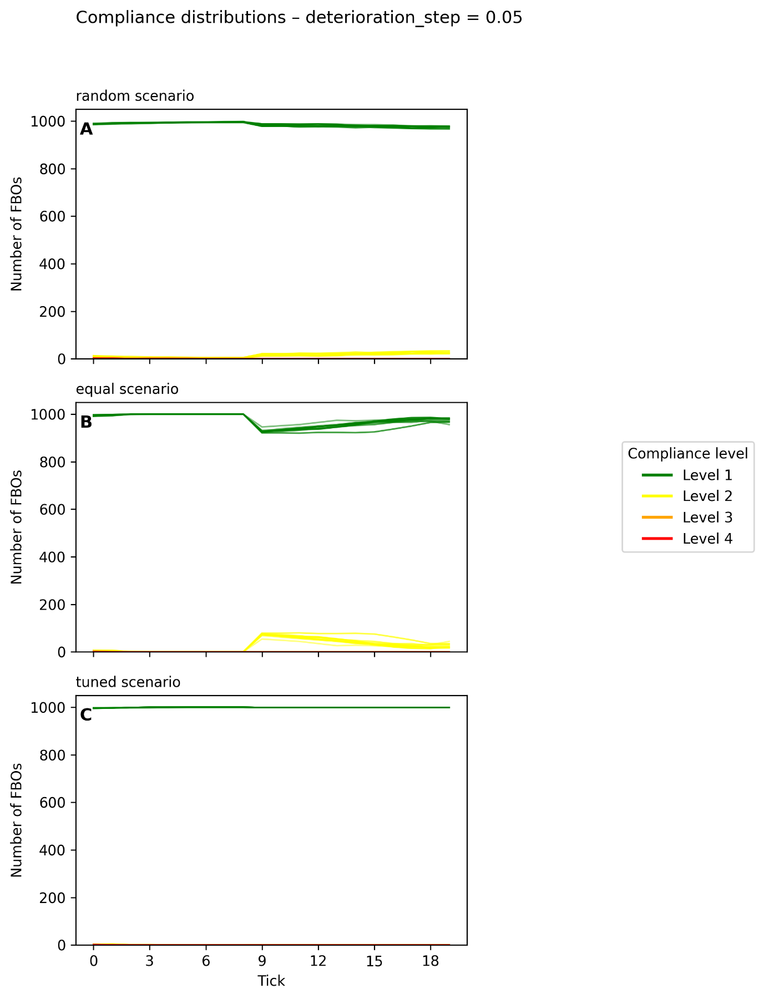 Compliance distributions – deterioration_step = 0.05
random scenario
A
1000
800
600
400
200
0
Number of FBOs
equal scenario
B
1000
800
600
400
200
0
Number of FBOs
Compliance level
Level 1
Level 2
Level 3
Level 4
tuned scenario
C
1000
800
600
400
200
0
Number of FBOs
0 3 6 9 12 15 18
Tick